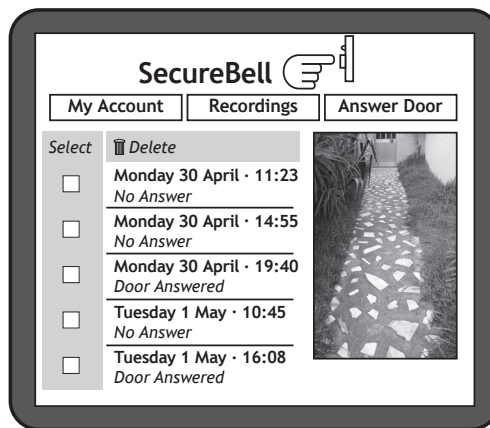 SecureBell
My Account
Recordings
Answer Door
Select
Delete
Monday 30 April · 11:23
No Answer
Monday 30 April · 14:55
No Answer
Monday 30 April · 19:40
Door Answered
Tuesday 1 May · 10:45
No Answer
Tuesday 1 May · 16:08
Door Answered